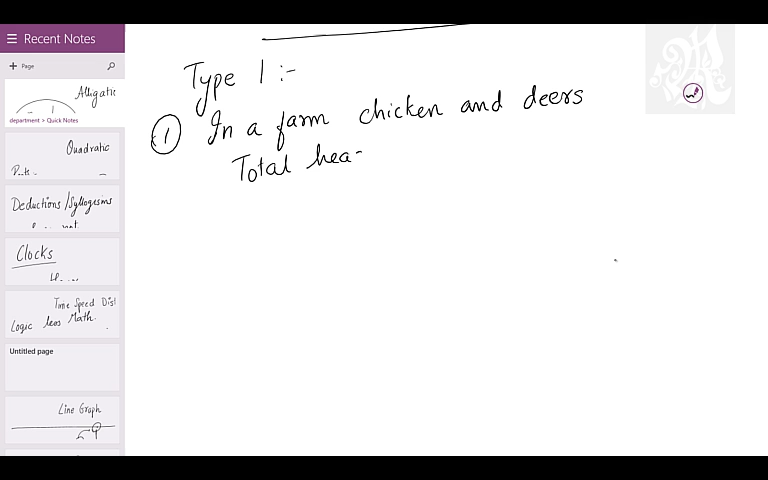 Recent Notes
Page
Alligatio
department > Quick Notes
Quadratic
Deductions/Syllogisms
Clocks
Time Speed Dist
Logic less Math.
Untitled page
Line Graph
Type 1 :-
① In a farm chicken and deers
Total hea-